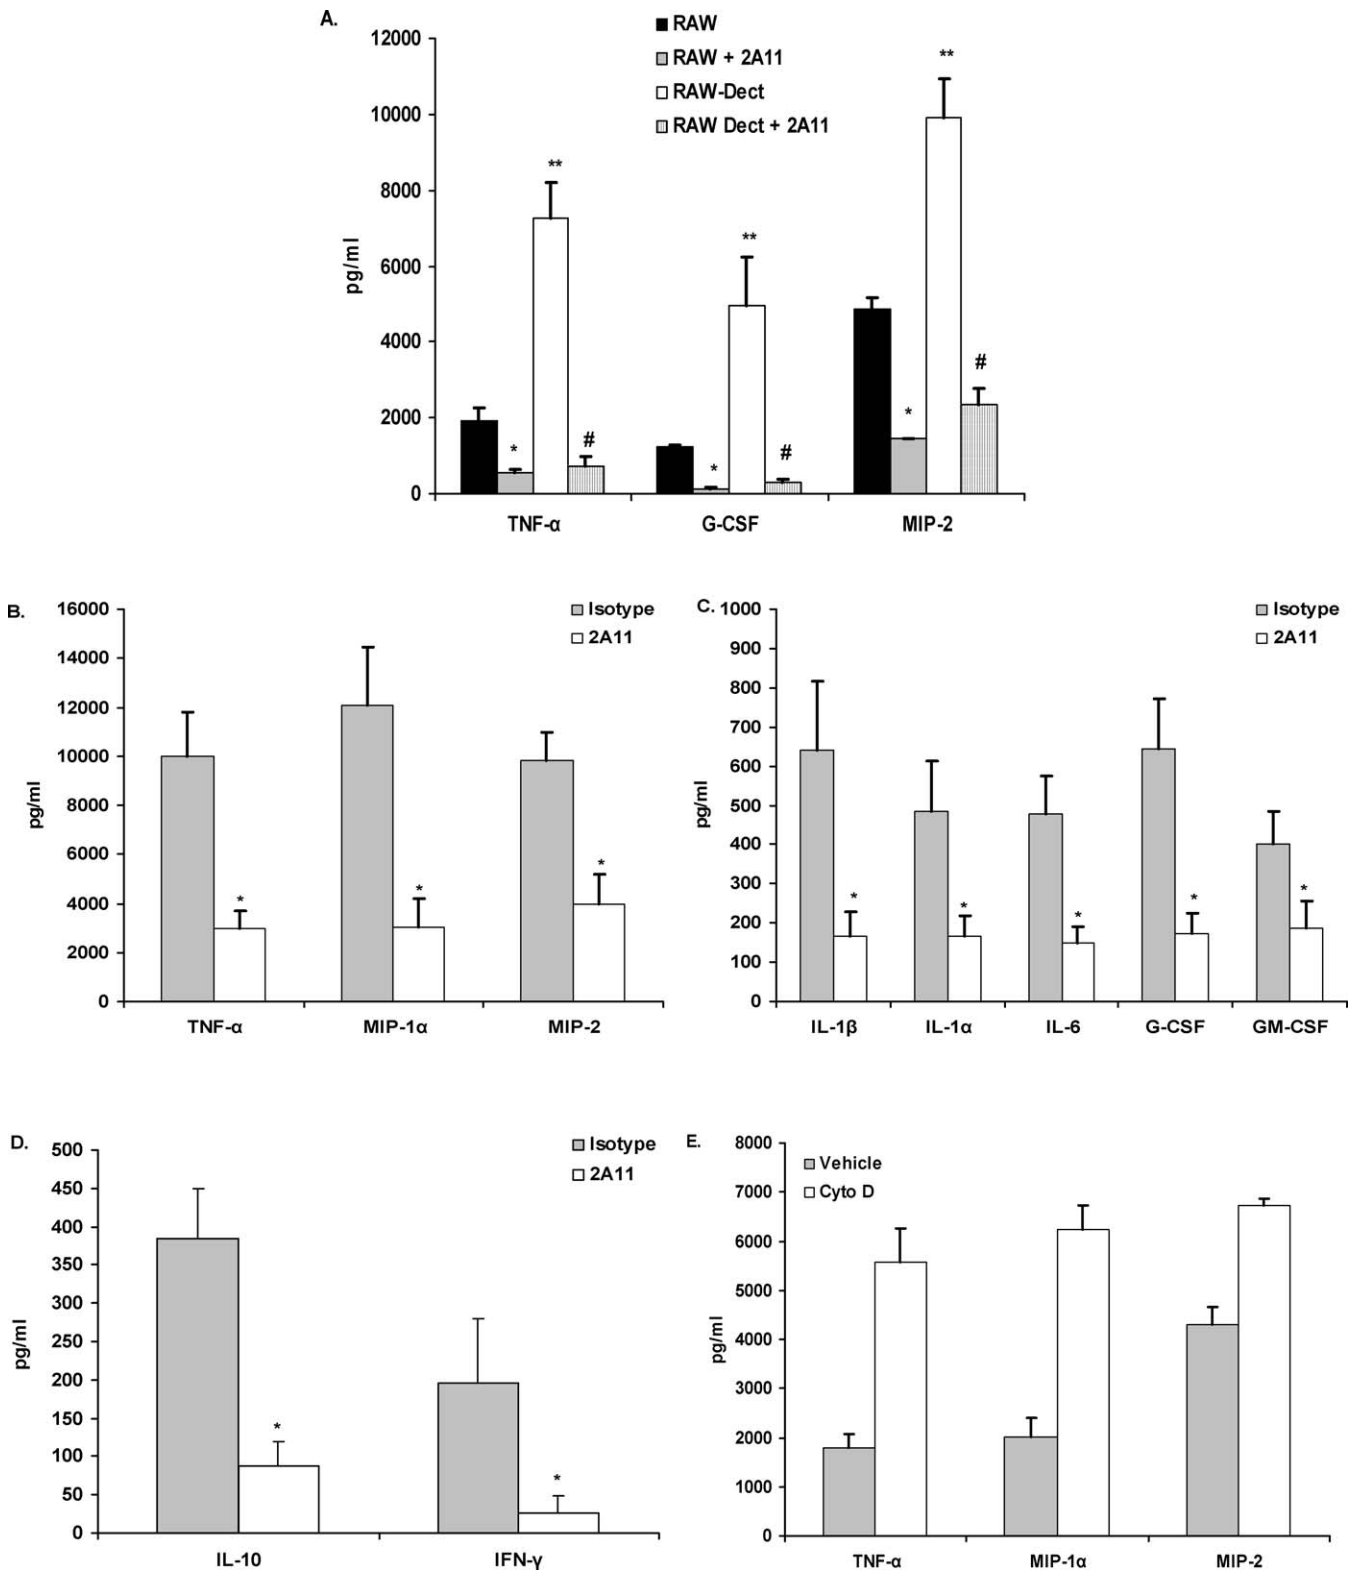 A.
RAW
RAW + 2A11
RAW-Dect
RAW Dect + 2A11
12000
10000
8000
6000
4000
2000
0
pg/ml
**
**
**
*
*
*
#
#
#
TNF-α G-CSF MIP-2
B.
Isotype
2A11
16000
14000
12000
10000
8000
6000
4000
2000
0
pg/ml
*
*
*
TNF-α MIP-1α MIP-2
C.
Isotype
2A11
1000
900
800
700
600
500
400
300
200
100
0
pg/ml
*
*
*
*
*
IL-1β IL-1α IL-6 G-CSF GM-CSF
D.
Isotype
2A11
500
450
400
350
300
250
200
150
100
50
0
pg/ml
*
*
IL-10 IFN-γ
E.
Vehicle
Cyto D
8000
7000
6000
5000
4000
3000
2000
1000
0
pg/ml
TNF-α MIP-1α MIP-2